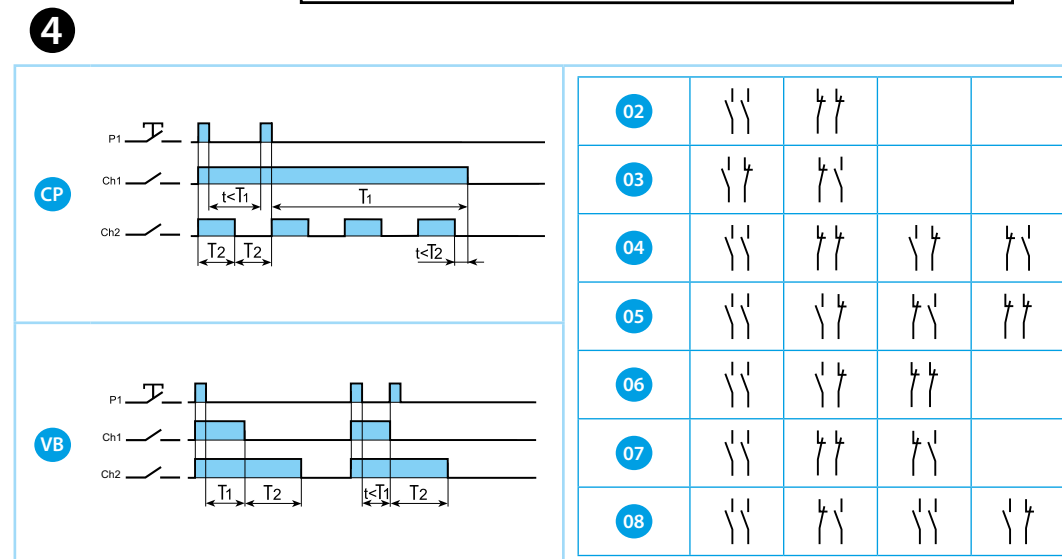 4
CP
P1
Ch1
t<T1 T1
Ch2
T2 T2 t<T2
VB
P1
Ch1
Ch2
T1 T2 t<T1 T2
02
03
04
05
06
07
08